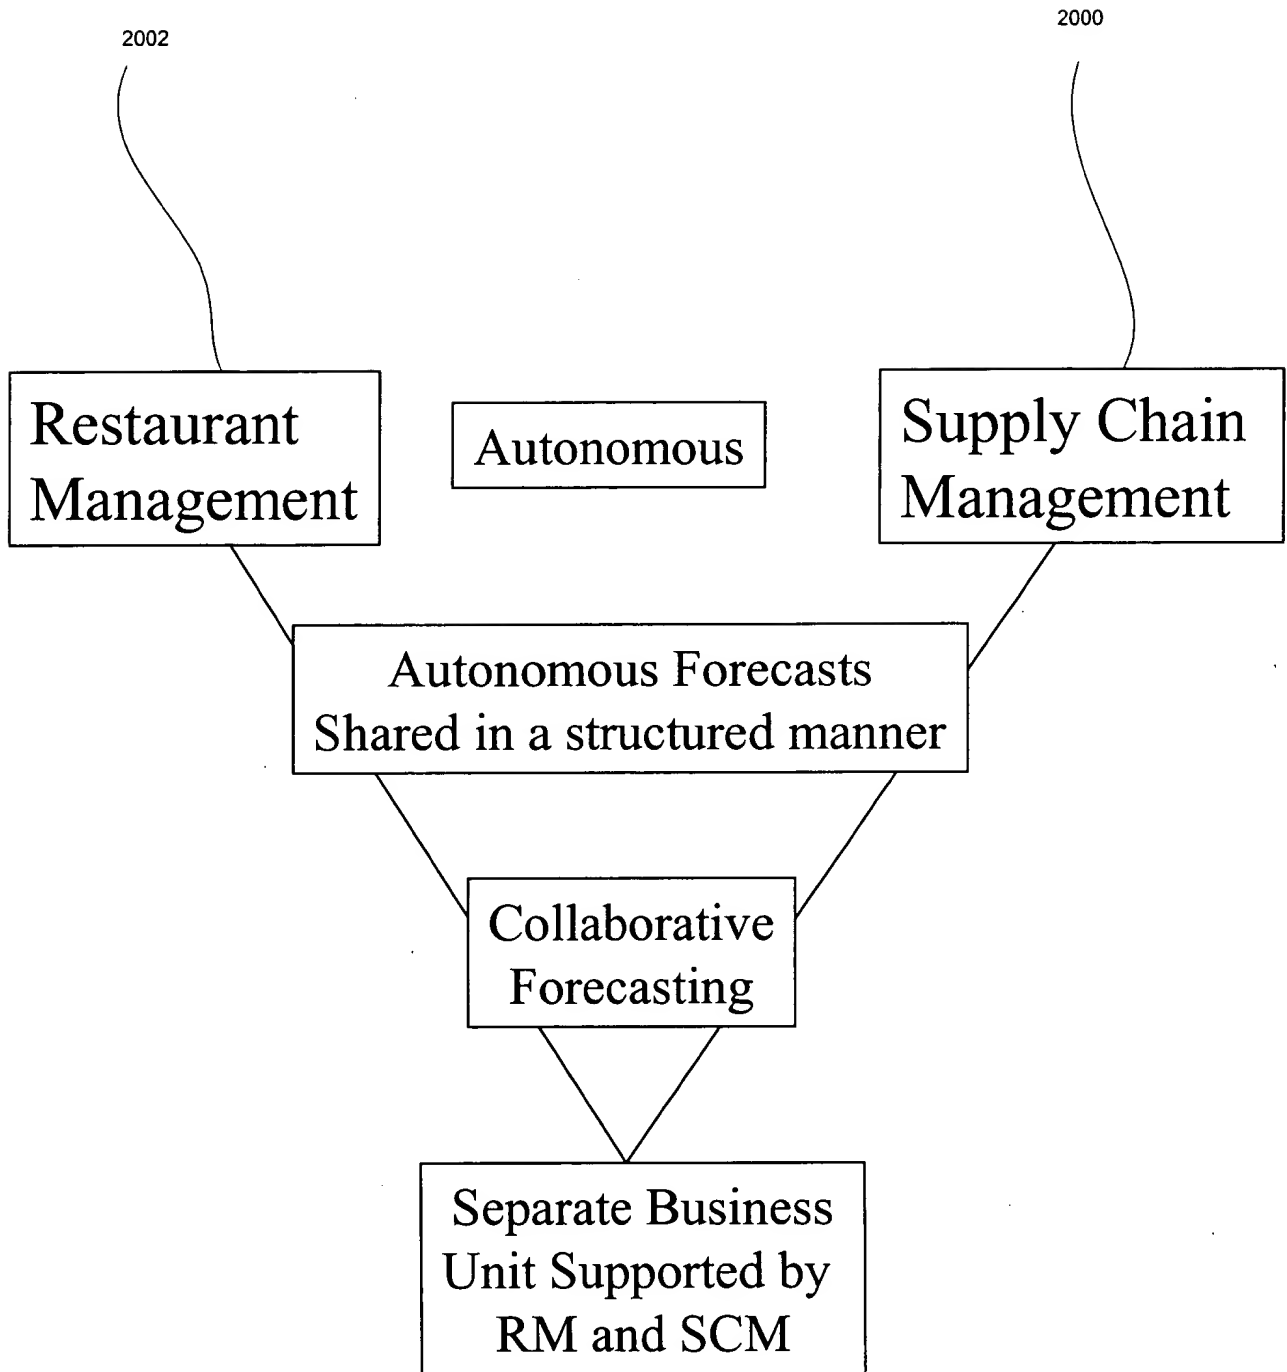 2002
2000
Restaurant
Management
Autonomous
Supply Chain
Management
Autonomous Forecasts
Shared in a structured manner
Collaborative
Forecasting
Separate Business
Unit Supported by
RM and SCM